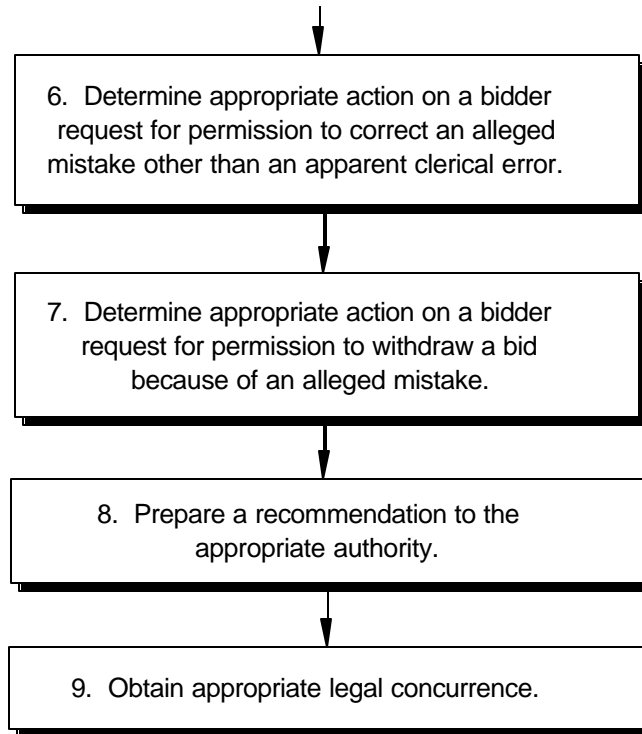 6. Determine appropriate action on a bidder
request for permission to correct an alleged
mistake other than an apparent clerical error.
7. Determine appropriate action on a bidder
request for permission to withdraw a bid
because of an alleged mistake.
8. Prepare a recommendation to the
appropriate authority.
9. Obtain appropriate legal concurrence.